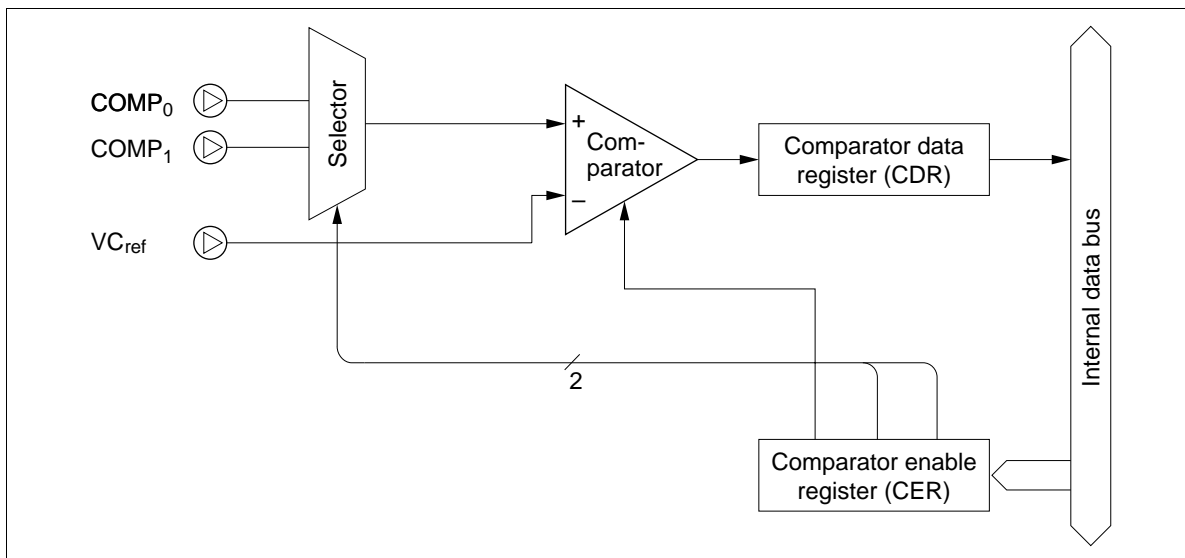 COMP0
COMP1
VCref
Selector
+
Com-
parator
−
Comparator data
register (CDR)
Internal data bus
2
Comparator enable
register (CER)